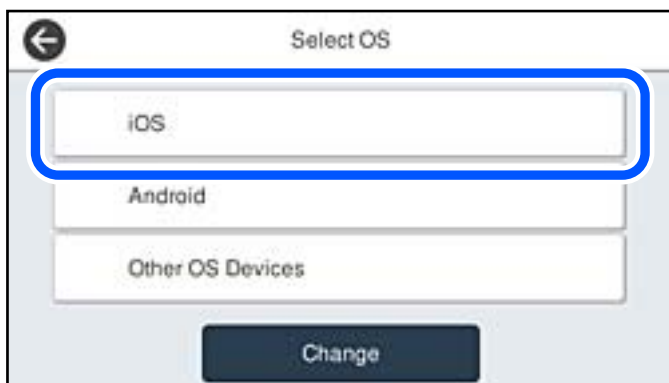 Select OS
iOS
Android
Other OS Devices
Change